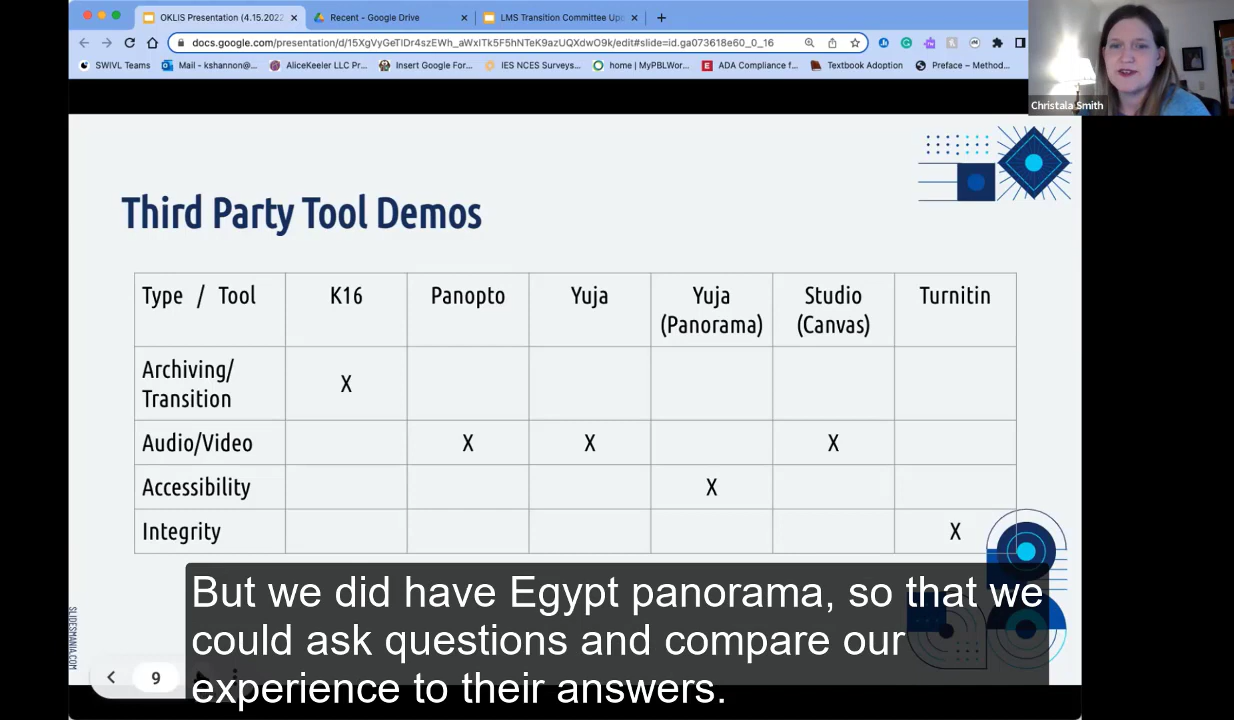 OKLIS Presentation (4.15.2022
Recent - Google Drive
LMS Transition Committee Up
docs.google.com/presentation/d/15XgVyGeTlDr4szEWh_aWxITk5F5hNTeK9azUQXdwO9k/edit#slide=id.ga073618e60_0_16
SWIVL Teams
Mail - kshannon@...
AliceKeeler LLC Pr...
Insert Google For...
IES NCES Surveys...
home | MyPBLWor...
ADA Compliance f...
Textbook Adoption
Preface – Method...
Christala Smith
Third Party Tool Demos
Type / Tool
K16
Panopto
Yuja
Yuja
(Panorama)
Studio
(Canvas)
Turnitin
Archiving/
Transition
X
Audio/Video
X
X
X
Accessibility
X
Integrity
X
SLIDESMANIA.COM
9
But we did have Egypt panorama, so that we
could ask questions and compare our
experience to their answers.